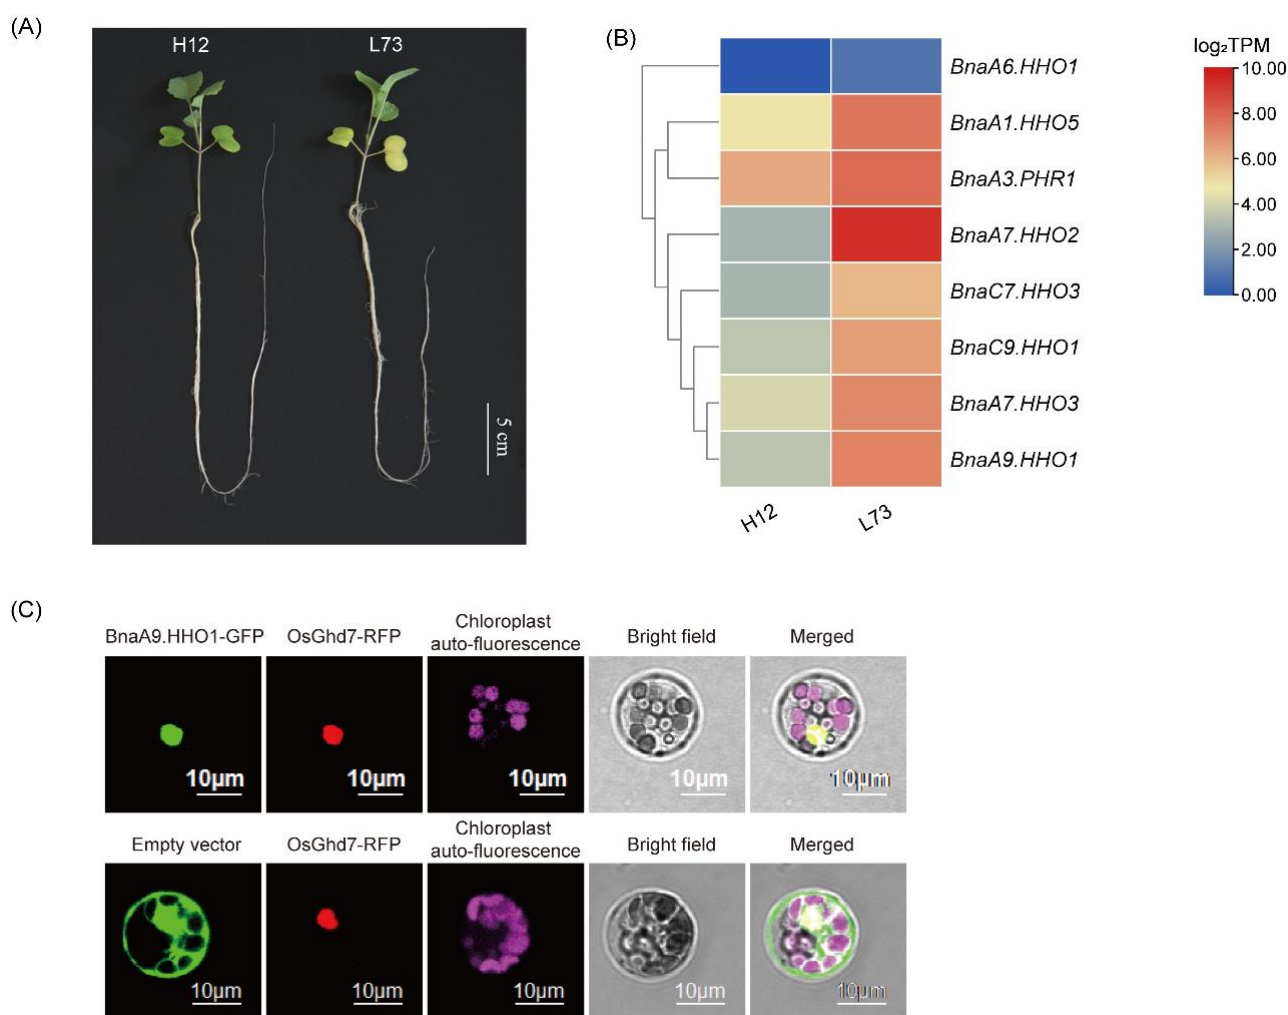 (A)
H12 L73
5 cm
(B)
log₂TPM
10.00
8.00
6.00
4.00
2.00
0.00
BnaA6.HHO1
BnaA1.HHO5
BnaA3.PHR1
BnaA7.HHO2
BnaC7.HHO3
BnaC9.HHO1
BnaA7.HHO3
BnaA9.HHO1
H12 L73
(C)
BnaA9.HHO1-GFP OsGhd7-RFP Chloroplast
auto-fluorescence Bright field Merged
10μm 10μm 10μm 10μm 10μm
Empty vector OsGhd7-RFP Chloroplast
auto-fluorescence Bright field Merged
10μm 10μm 10μm 10μm 10μm